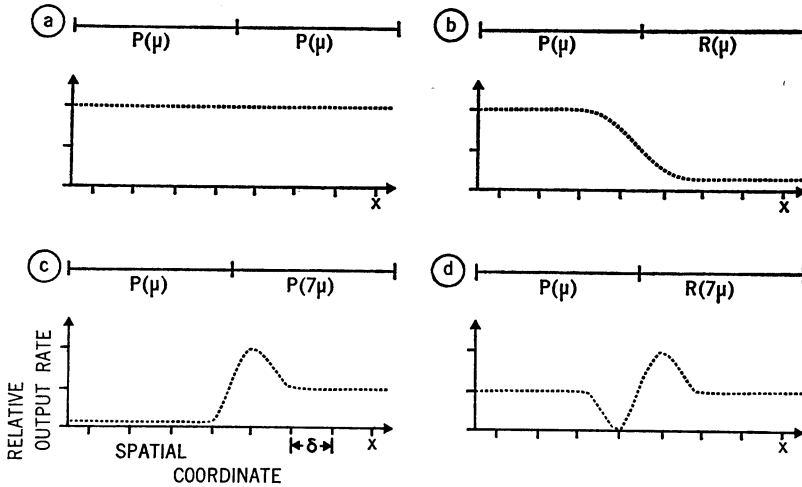 a
P(μ) P(μ)
X
b
P(μ) R(μ)
X
c
P(μ) P(7μ)
RELATIVE
OUTPUT RATE
δ
X
SPATIAL
COORDINATE
d
P(μ) R(7μ)
X